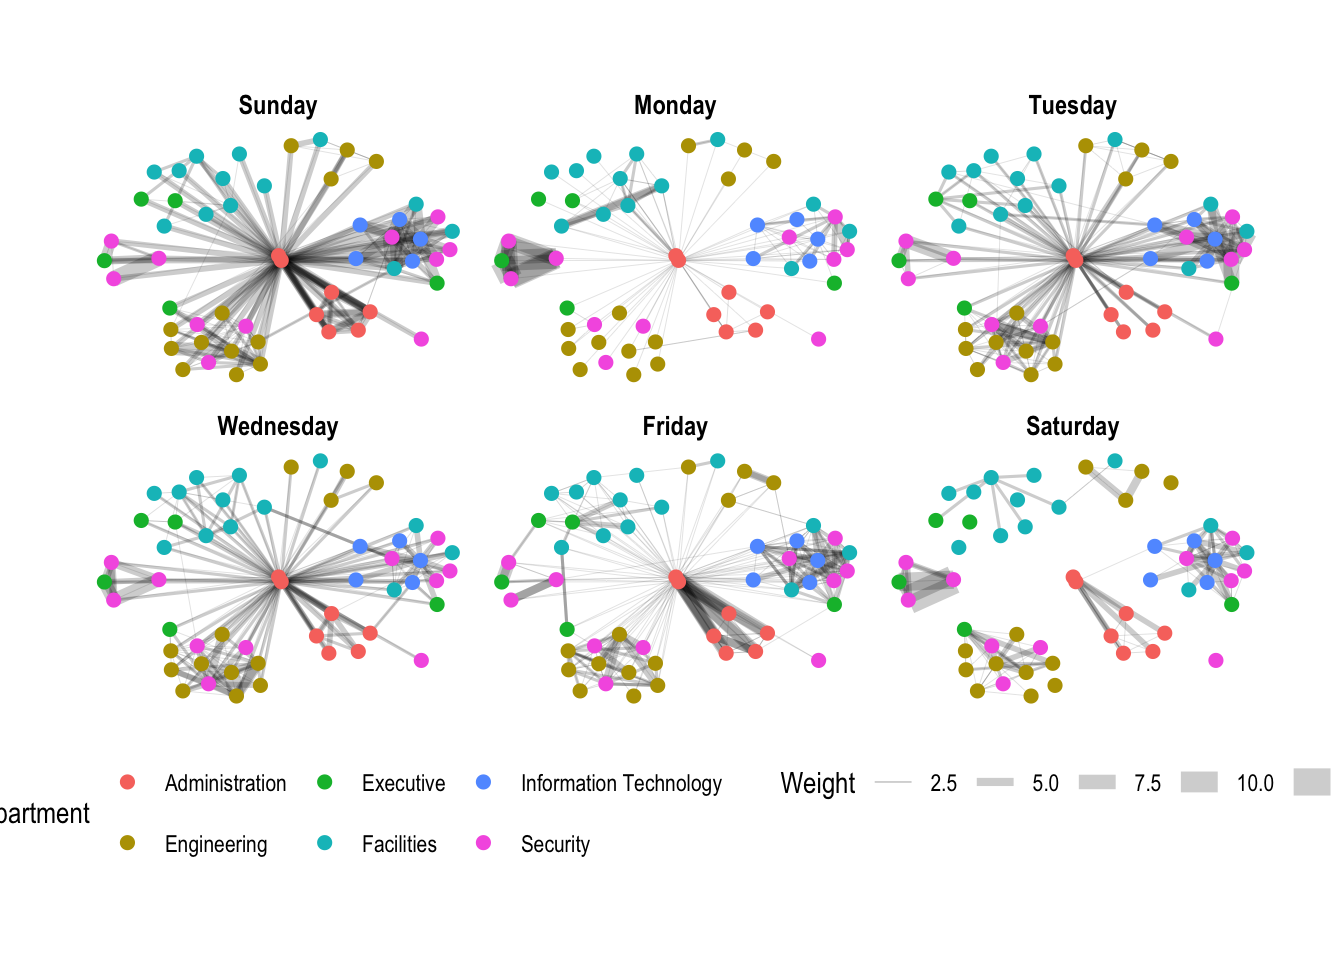 Sunday
Monday
Tuesday
Wednesday
Friday
Saturday
partment
Administration
Executive
Information Technology
Engineering
Facilities
Security
Weight
2.5
5.0
7.5
10.0